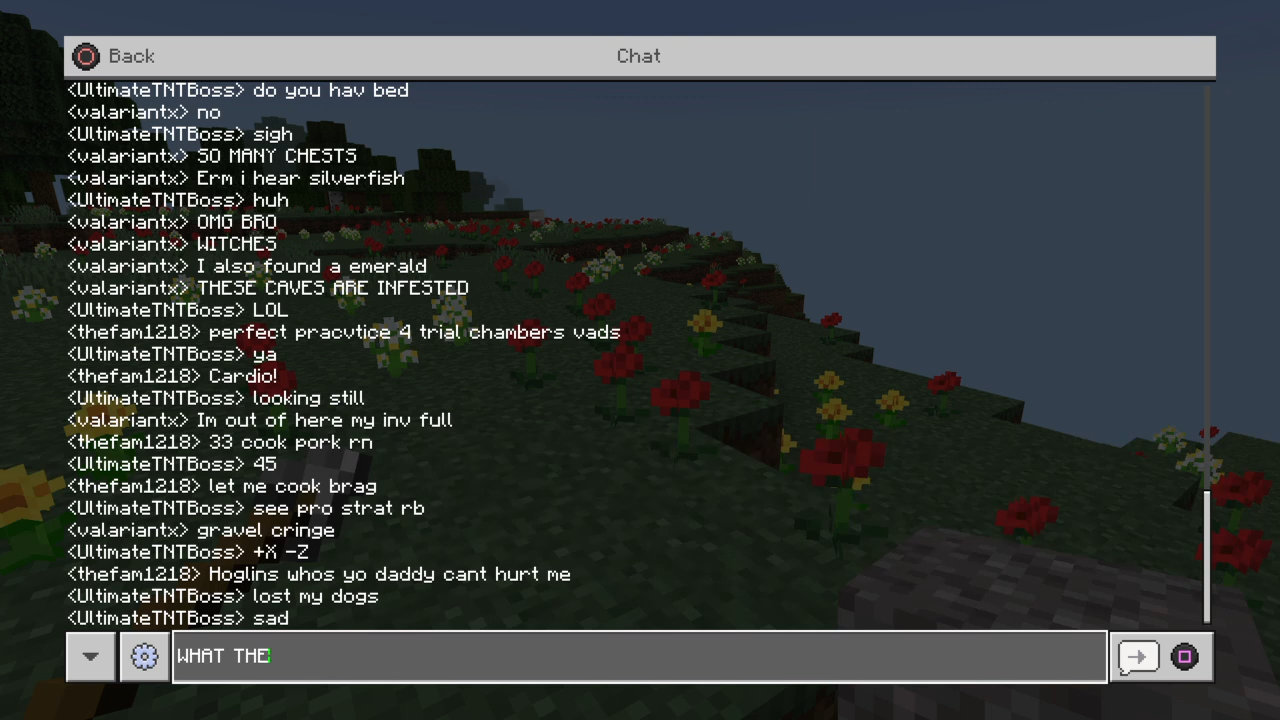 Back
Chat
<UltimateTNTBoss> do you hav bed
<valariantx> no
<UltimateTNTBoss> sigh
<valariantx> SO MANY CHESTS
<valariantx> Erm i hear silverfish
<UltimateTNTBoss> huh
<valariantx> OMG BRO
<valariantx> WITCHES
<valariantx> I also found a emerald
<valariantx> THESE CAVES ARE INFESTED
<UltimateTNTBoss> LOL
<thefam1218> perfect pracvtice 4 trial chambers vads
<UltimateTNTBoss> ya
<thefam1218> Cardio!
<UltimateTNTBoss> looking still
<valariantx> Im out of here my inv full
<thefam1218> 33 cook pork rn
<UltimateTNTBoss> 45
<thefam1218> let me cook brag
<UltimateTNTBoss> see pro strat rb
<valariantx> gravel cringe
<UltimateTNTBoss> +X -Z
<thefam1218> Hoglins whos yo daddy cant hurt me
<UltimateTNTBoss> lost my dogs
<UltimateTNTBoss> sad
WHAT THE